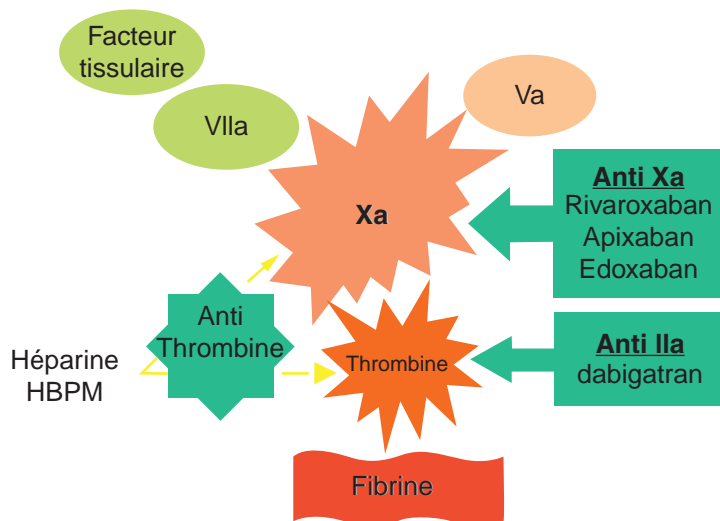 Facteur
tissulaire
VIIa
Va
Xa
Anti Xa
Rivaroxaban
Apixaban
Edoxaban
Anti
Thrombine
Héparine
HBPM
Thrombine
Anti IIa
dabigatran
Fibrine